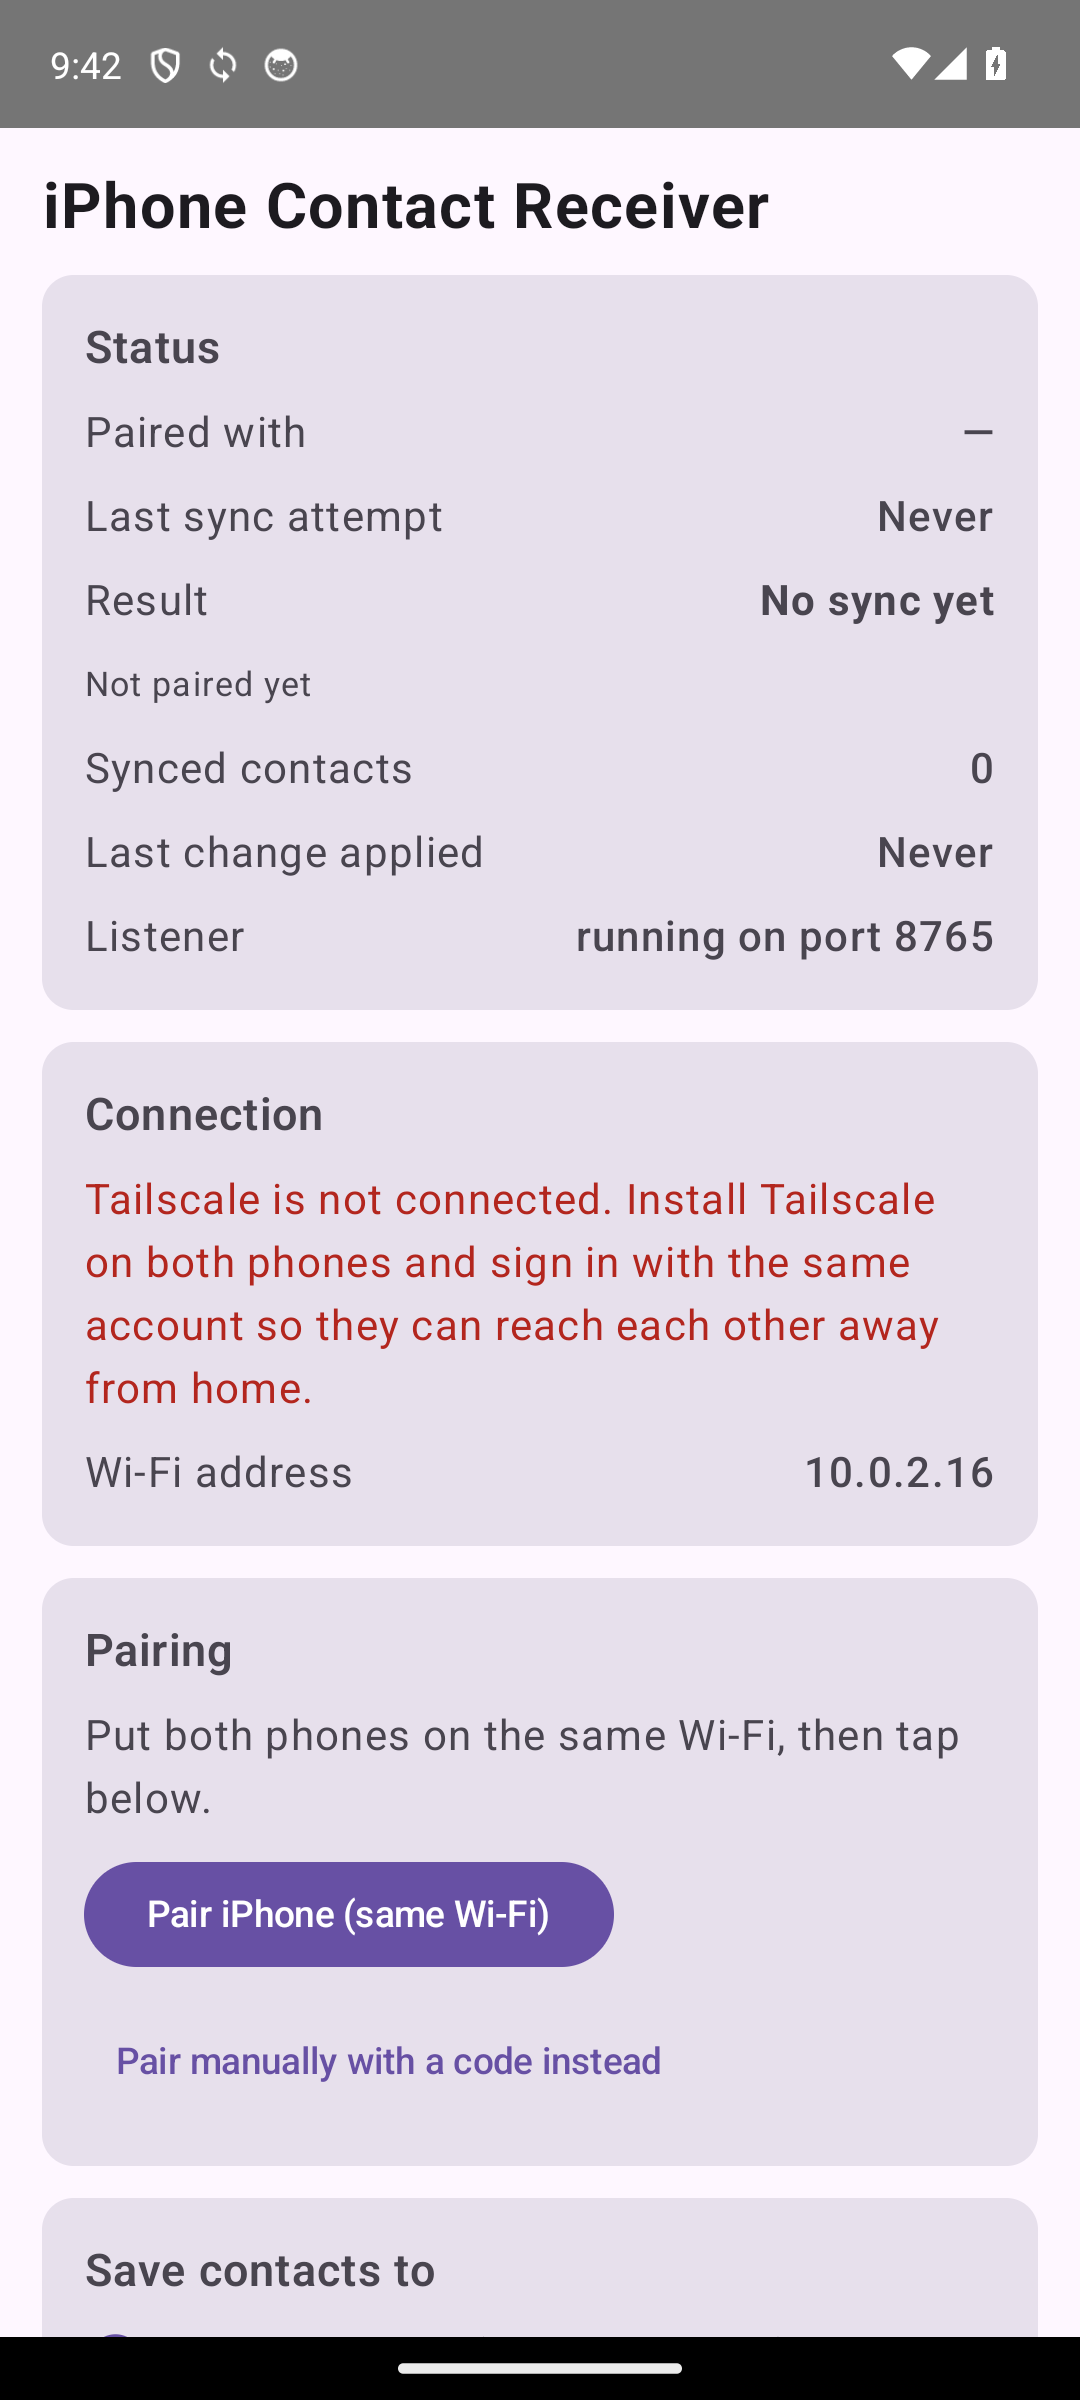 9:42
iPhone Contact Receiver
Status
Paired with –
Last sync attempt Never
Result No sync yet
Not paired yet
Synced contacts 0
Last change applied Never
Listener running on port 8765
Connection
Tailscale is not connected. Install Tailscale
on both phones and sign in with the same
account so they can reach each other away
from home.
Wi-Fi address 10.0.2.16
Pairing
Put both phones on the same Wi-Fi, then tap
below.
Pair iPhone (same Wi-Fi)
Pair manually with a code instead
Save contacts to